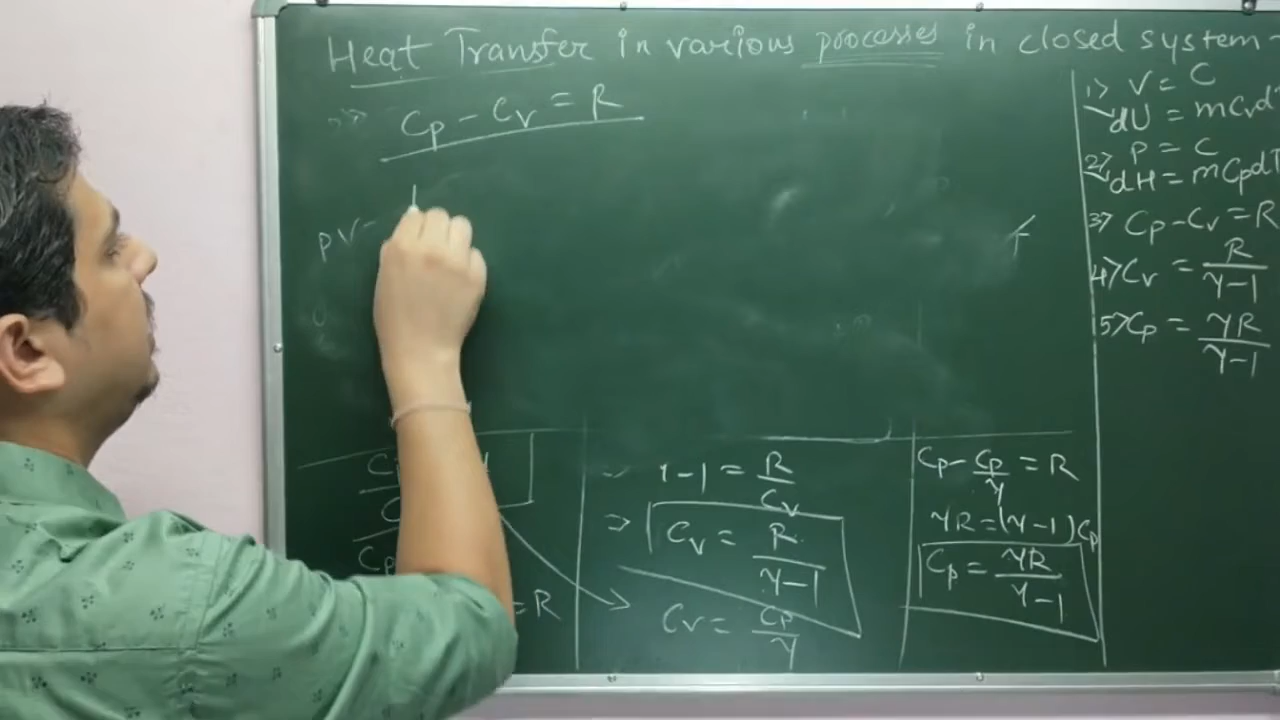 Heat Transfer in various processes in closed system -
Cp - Cv = R
pv -
Cp
= R
γ-1 = R/Cv
⇒ Cv = R/γ-1
Cv = Cp/γ
Cp - Cp/γ = R
γR = (γ-1) Cp
Cp = γR/γ-1
1> V = C
dU = mCvd
2> P = C
dH = mCpdT
3> Cp - Cv = R
4> Cv = R/γ-1
5> Cp = γR/γ-1